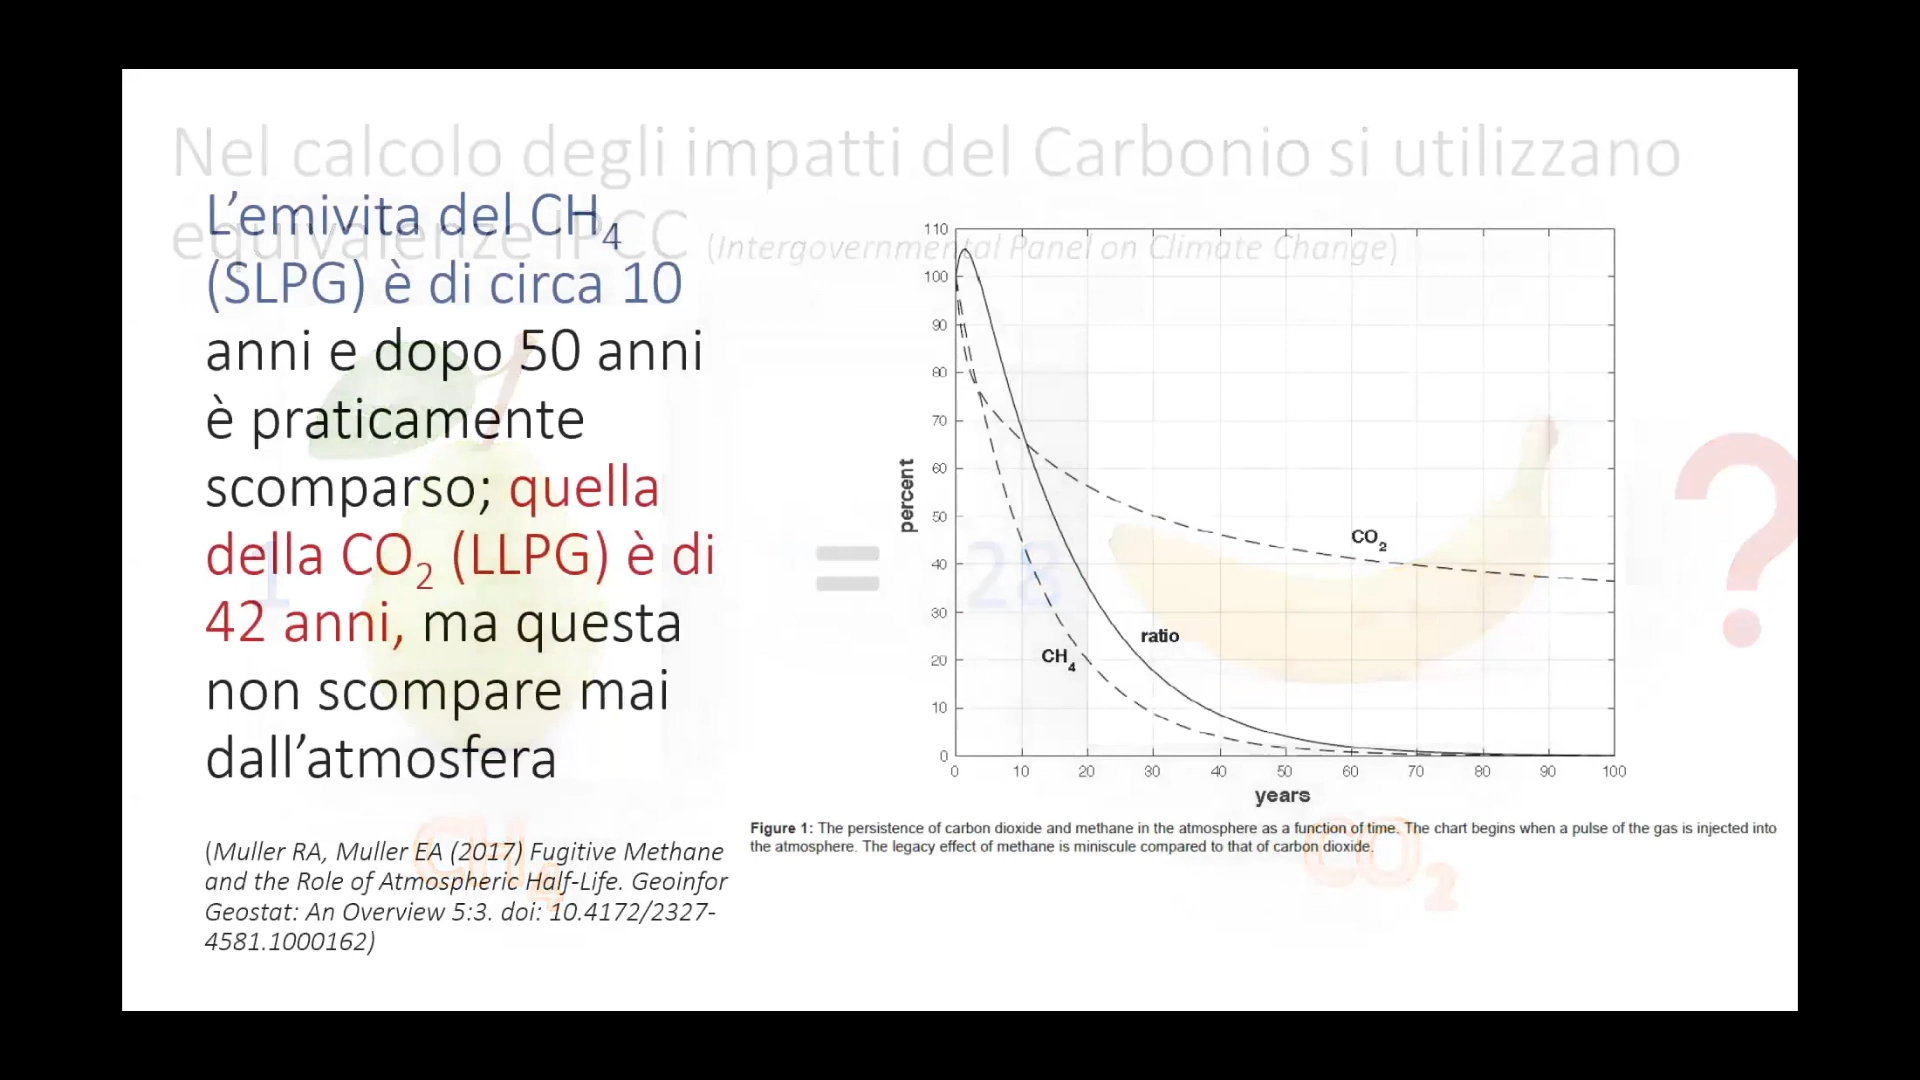 Nel calcolo degli impatti del Carbonio si utilizzano
equivalenze IPCC (Intergovernmental Panel on Climate Change)
L’emivita del CH4
(SLPG) è di circa 10
anni e dopo 50 anni
è praticamente
scomparso; quella
della CO2 (LLPG) è di
42 anni, ma questa
non scompare mai
dall’atmosfera
(Muller RA, Muller EA (2017) Fugitive Methane
and the Role of Atmospheric Half-Life. Geoinfor
Geostat: An Overview 5:3. doi: 10.4172/2327-
4581.1000162)
1
=
28
?
CH4
CO2
percent
110
100
90
80
70
60
50
40
30
20
10
0
CO2
ratio
CH4
0 10 20 30 40 50 60 70 80 90 100
years
Figure 1: The persistence of carbon dioxide and methane in the atmosphere as a function of time. The chart begins when a pulse of the gas is injected into
the atmosphere. The legacy effect of methane is miniscule compared to that of carbon dioxide.